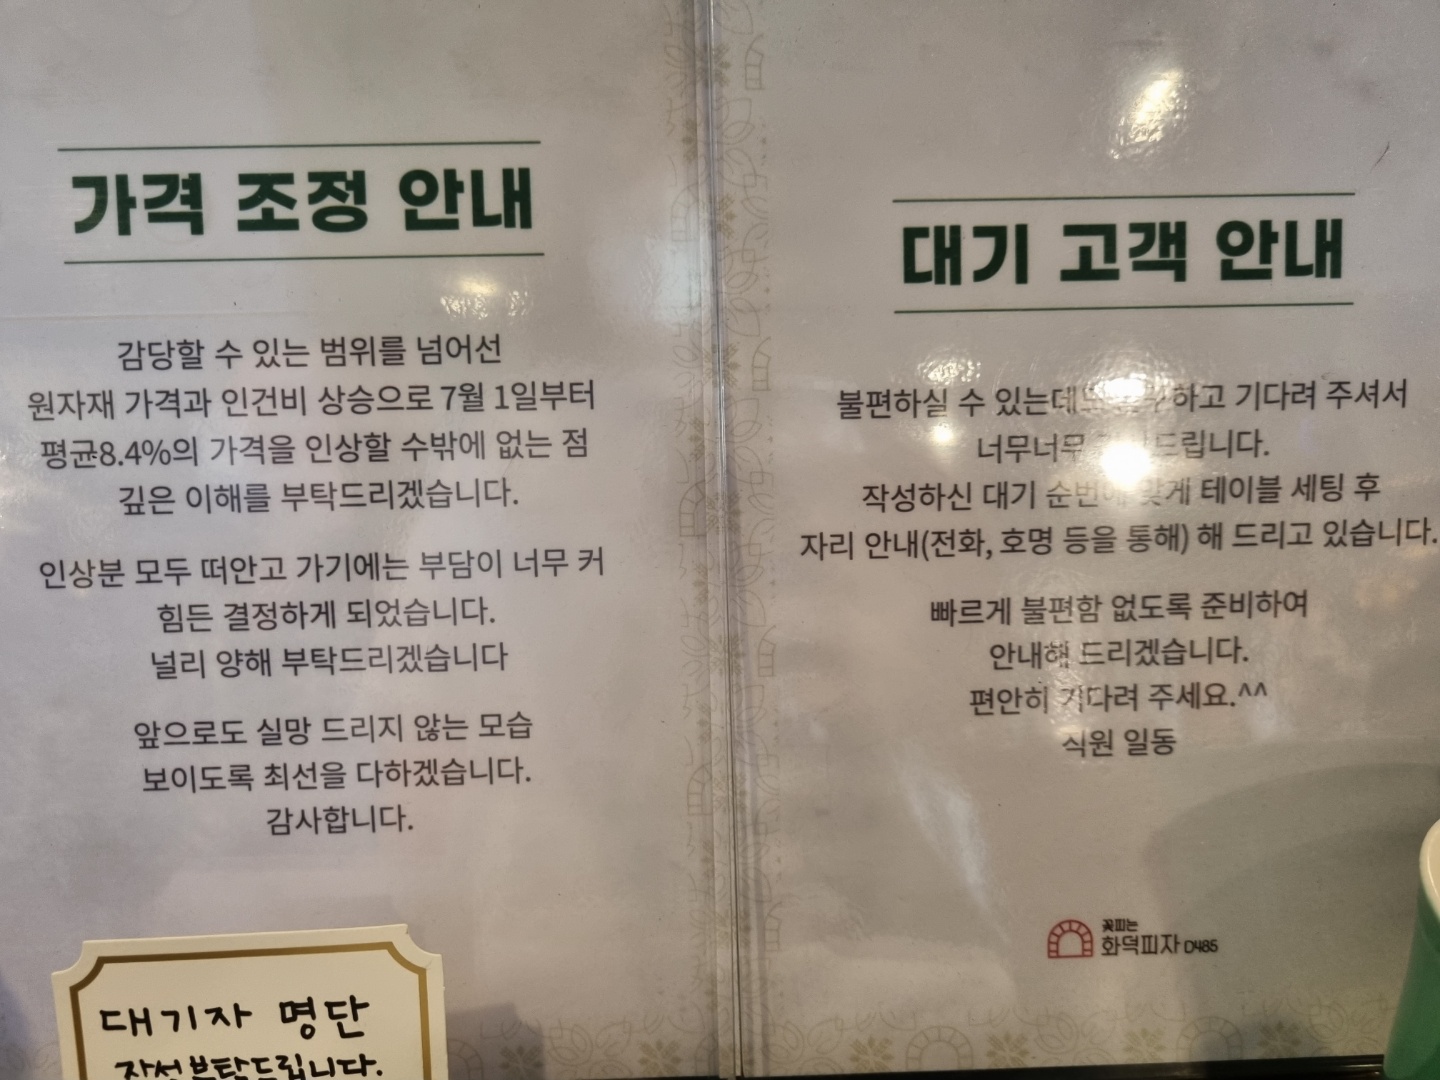 가격 조정 안내
감당할 수 있는 범위를 넘어선
원자재 가격과 인건비 상승으로 7월 1일부터
평균8.4%의 가격을 인상할 수밖에 없는 점
깊은 이해를 부탁드리겠습니다.
인상분 모두 떠안고 가기에는 부담이 너무 커
힘든 결정하게 되었습니다.
널리 양해 부탁드리겠습니다
앞으로도 실망 드리지 않는 모습
보이도록 최선을 다하겠습니다.
감사합니다.
대기자 명단
작성부탁드립니다.
대기 고객 안내
불편하실 수 있는데도 기다려 주셔서
너무너무
작성하신 대기 순번에 맞게 테이블 세팅 후
자리 안내(전화, 호명 등을 통해) 해 드리고 있습니다.
빠르게 불편함 없도록 준비하여
안내해 드리겠습니다.
편안히 기다려 주세요.^^
직원 일동
꽃피는
화덕피자 D485